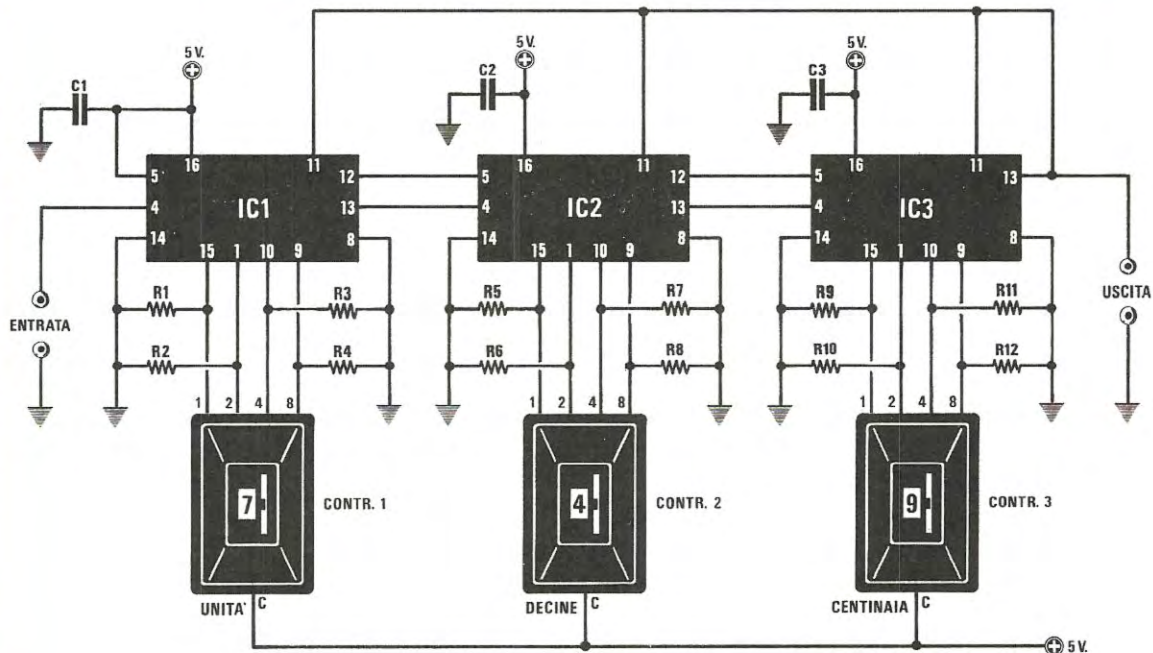 5 V.
5 V.
5 V.
C1
C2
C3
16 11
16 11
16 11
5 12
5 12
5 13
IC1
IC2
IC3
4 13
4 13
4
14 8
14 8
14 8
15 1 10 9
15 1 10 9
15 1 10 9
R1 R3
R5 R7
R9 R11
ENTRATA
USCITA
R2 R4
R6 R8
R10 R12
1 2 4 8
1 2 4 8
1 2 4 8
7
CONTR. 1
4
CONTR. 2
9
CONTR. 3
UNITA' C
DECINE C
CENTINAIA C
5 V.